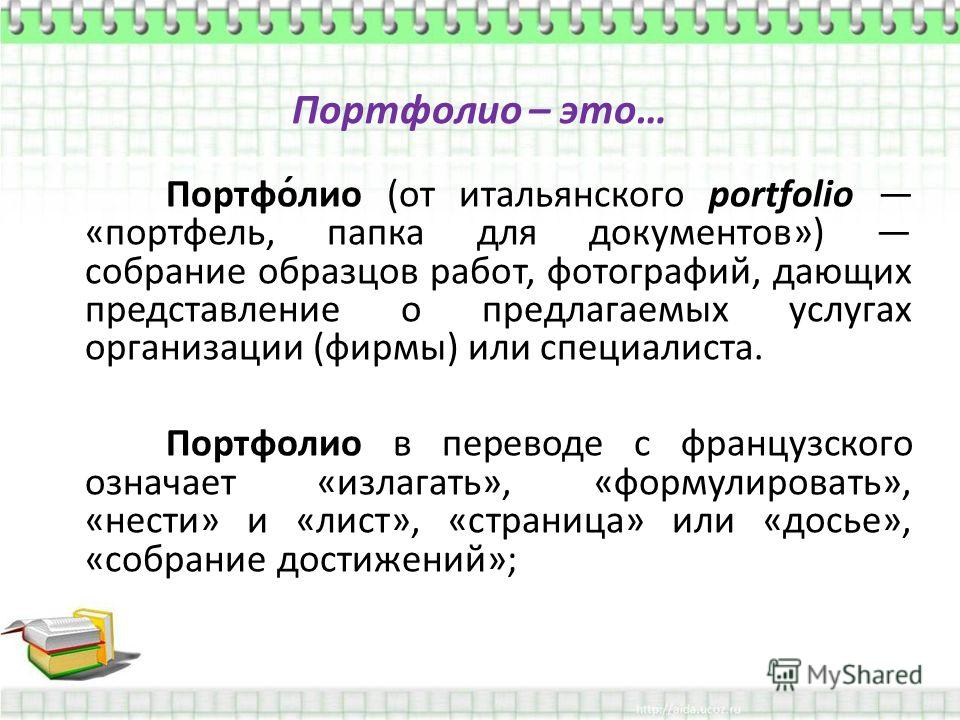 Портфолио – это…
Портфо́лио (от итальянского portfolio —
«портфель, папка для документов») —
собрание образцов работ, фотографий, дающих
представление о предлагаемых услугах
организации (фирмы) или специалиста.
Портфолио в переводе с французского
означает «излагать», «формулировать»,
«нести» и «лист», «страница» или «досье»,
«собрание достижений»;
MyShared
http://aida.ucoz.ru